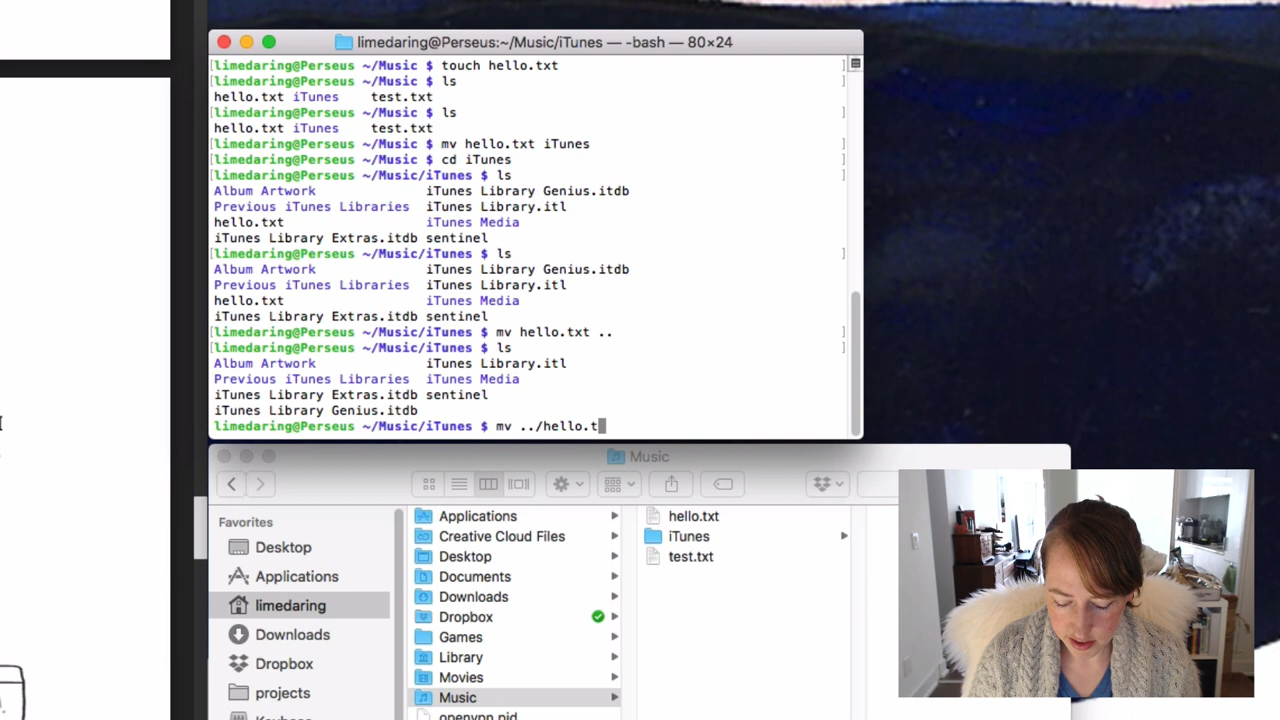 limedaring@Perseus:~/Music/iTunes — -bash — 80×24
[limedaring@Perseus ~/Music $ touch hello.txt ]
[limedaring@Perseus ~/Music $ ls ]
hello.txt iTunes test.txt
[limedaring@Perseus ~/Music $ ls ]
hello.txt iTunes test.txt
[limedaring@Perseus ~/Music $ mv hello.txt iTunes ]
[limedaring@Perseus ~/Music $ cd iTunes ]
[limedaring@Perseus ~/Music/iTunes $ ls ]
Album Artwork iTunes Library Genius.itdb
Previous iTunes Libraries iTunes Library.itl
hello.txt iTunes Media
iTunes Library Extras.itdb sentinel
[limedaring@Perseus ~/Music/iTunes $ ls ]
Album Artwork iTunes Library Genius.itdb
Previous iTunes Libraries iTunes Library.itl
hello.txt iTunes Media
iTunes Library Extras.itdb sentinel
[limedaring@Perseus ~/Music/iTunes $ mv hello.txt .. ]
[limedaring@Perseus ~/Music/iTunes $ ls ]
Album Artwork iTunes Library.itl
Previous iTunes Libraries iTunes Media
iTunes Library Extras.itdb sentinel
iTunes Library Genius.itdb
limedaring@Perseus ~/Music/iTunes $ mv ../hello.t
Music
Favorites
Desktop
Applications
limedaring
Downloads
Dropbox
projects
Applications
Creative Cloud Files
Desktop
Documents
Downloads
Dropbox
Games
Library
Movies
Music
openvpn.pid
hello.txt
iTunes
test.txt